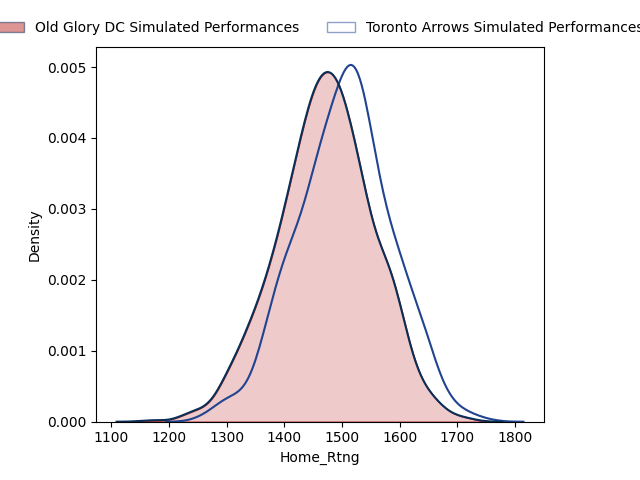 Old Glory DC Simulated Performances
Toronto Arrows Simulated Performances
0.005
0.004
0.003
0.002
0.001
0.000
Density
1100 1200 1300 1400 1500 1600 1700 1800
Home_Rtng